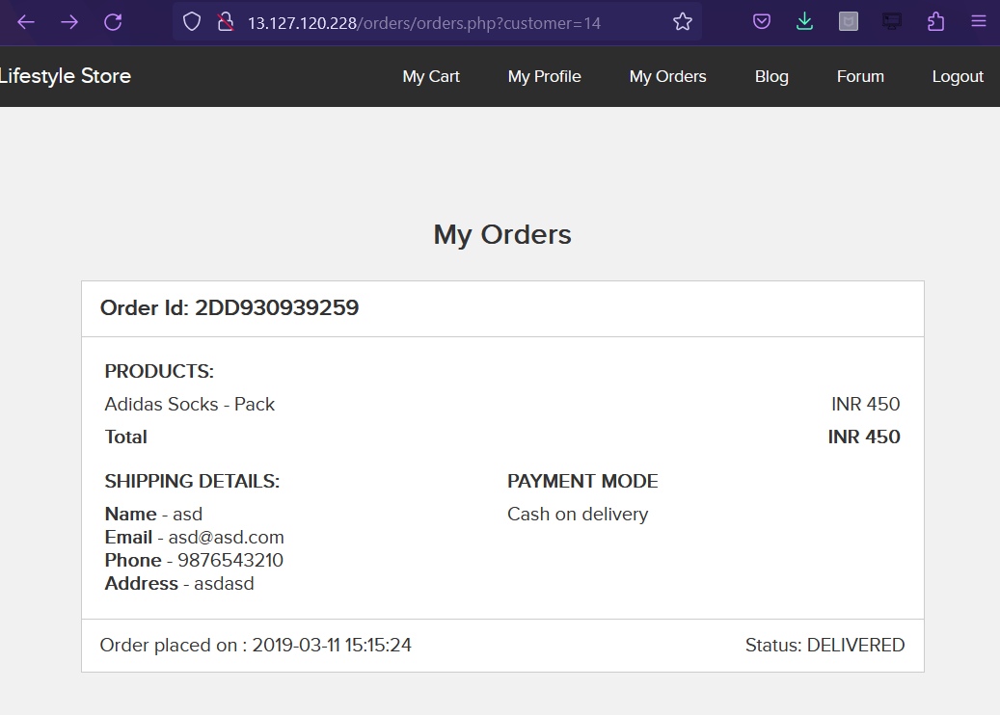 13.127.120.228/orders/orders.php?customer=14
Lifestyle Store My Cart My Profile My Orders Blog Forum Logout
My Orders
Order Id: 2DD930939259
PRODUCTS:
Adidas Socks - Pack INR 450
Total INR 450
SHIPPING DETAILS: PAYMENT MODE
Name - asd Cash on delivery
Email - asd@asd.com
Phone - 9876543210
Address - asdasd
Order placed on : 2019-03-11 15:15:24 Status: DELIVERED